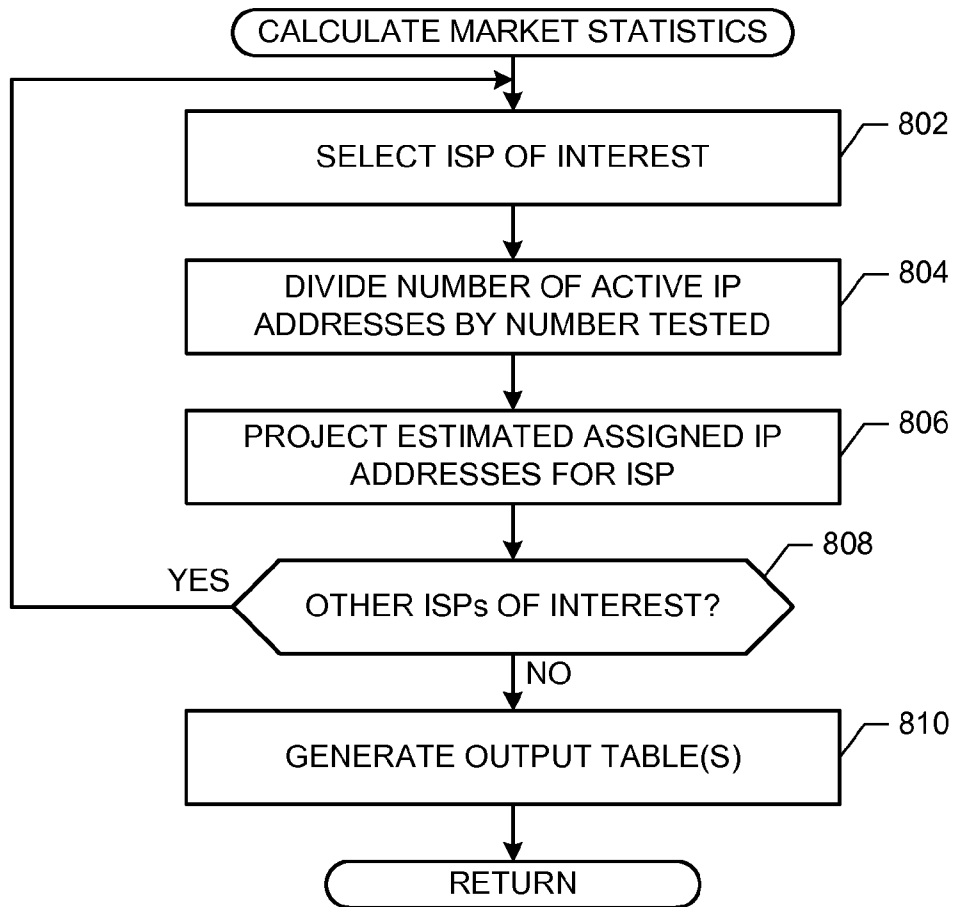 CALCULATE MARKET STATISTICS
802
SELECT ISP OF INTEREST
804
DIVIDE NUMBER OF ACTIVE IP
ADDRESSES BY NUMBER TESTED
806
PROJECT ESTIMATED ASSIGNED IP
ADDRESSES FOR ISP
808
YES
OTHER ISPs OF INTEREST?
NO
810
GENERATE OUTPUT TABLE(S)
RETURN